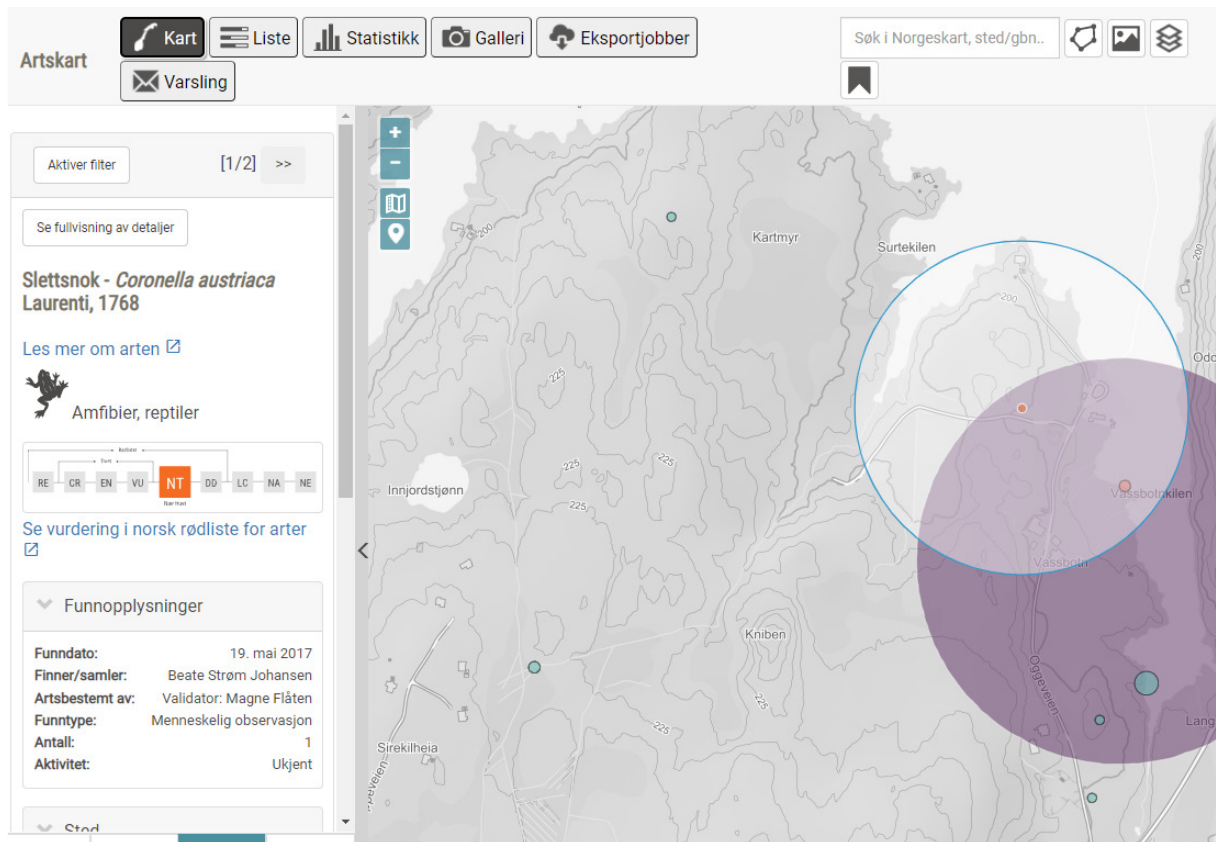 Artskart
Kart
Liste
Statistikk
Galleri
Eksportjobber
Varsling
Søk i Norgeskart, sted/gbn..
Aktiver filter
[1/2]
>>
Se fullvisning av detaljer
Slettsnok - Coronella austriaca
Laurenti, 1768
Les mer om arten
Amfibier, reptiler
RE CR EN VU NT DD LC NA NE
Se vurdering i norsk rødliste for arter
Funnopplysninger
Funndato: 19. mai 2017
Finner/samler: Beate Strøm Johansen
Artsbestemt av: Validator: Magne Flåten
Funntype: Menneskelig observasjon
Antall: 1
Aktivitet: Ukjent
Sted
+
−
200
Kartmyr
Surtekilen
200
200
225
225
225
225
Innjordstjønn
Vassbotnkilen
Vassbotn
Kniben
225
225
Oggeveien
Sirekilheia